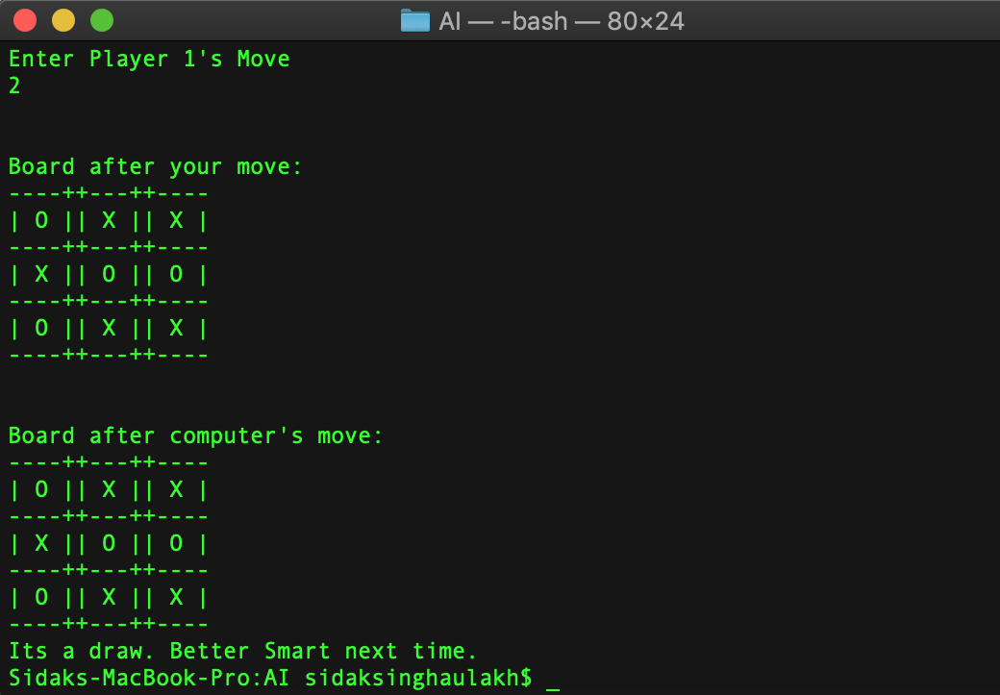 AI — -bash — 80×24
Enter Player 1's Move
2
Board after your move:
----++---++----
| O || X || X |
----++---++----
| X || O || O |
----++---++----
| O || X || X |
----++---++----
Board after computer's move:
----++---++----
| O || X || X |
----++---++----
| X || O || O |
----++---++----
| O || X || X |
----++---++----
Its a draw. Better Smart next time.
Sidaks-MacBook-Pro:AI sidaksinghaulakh$ _